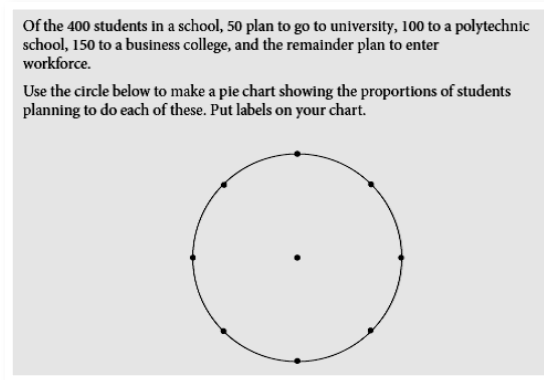 Of the 400 students in a school, 50 plan to go to university, 100 to a polytechnic
school, 150 to a business college, and the remainder plan to enter
workforce.
Use the circle below to make a pie chart showing the proportions of students
planning to do each of these. Put labels on your chart.